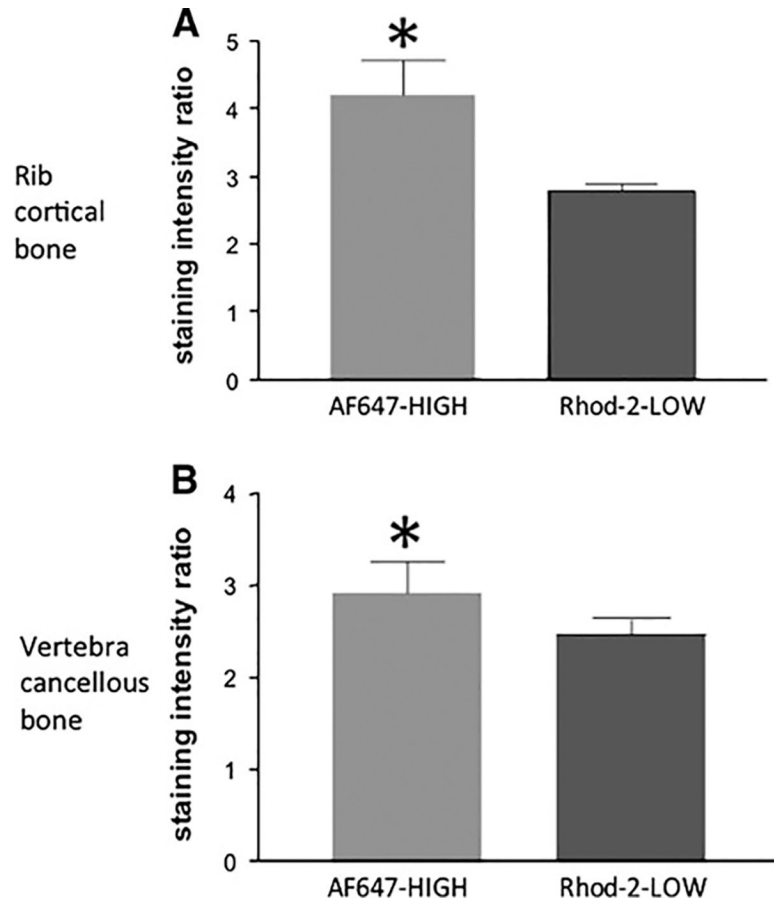 A
*
staining intensity ratio
5
4
3
2
1
0
Rib
cortical
bone
AF647-HIGH
Rhod-2-LOW
B
*
staining intensity ratio
4
3
2
1
0
Vertebra
cancellous
bone
AF647-HIGH
Rhod-2-LOW